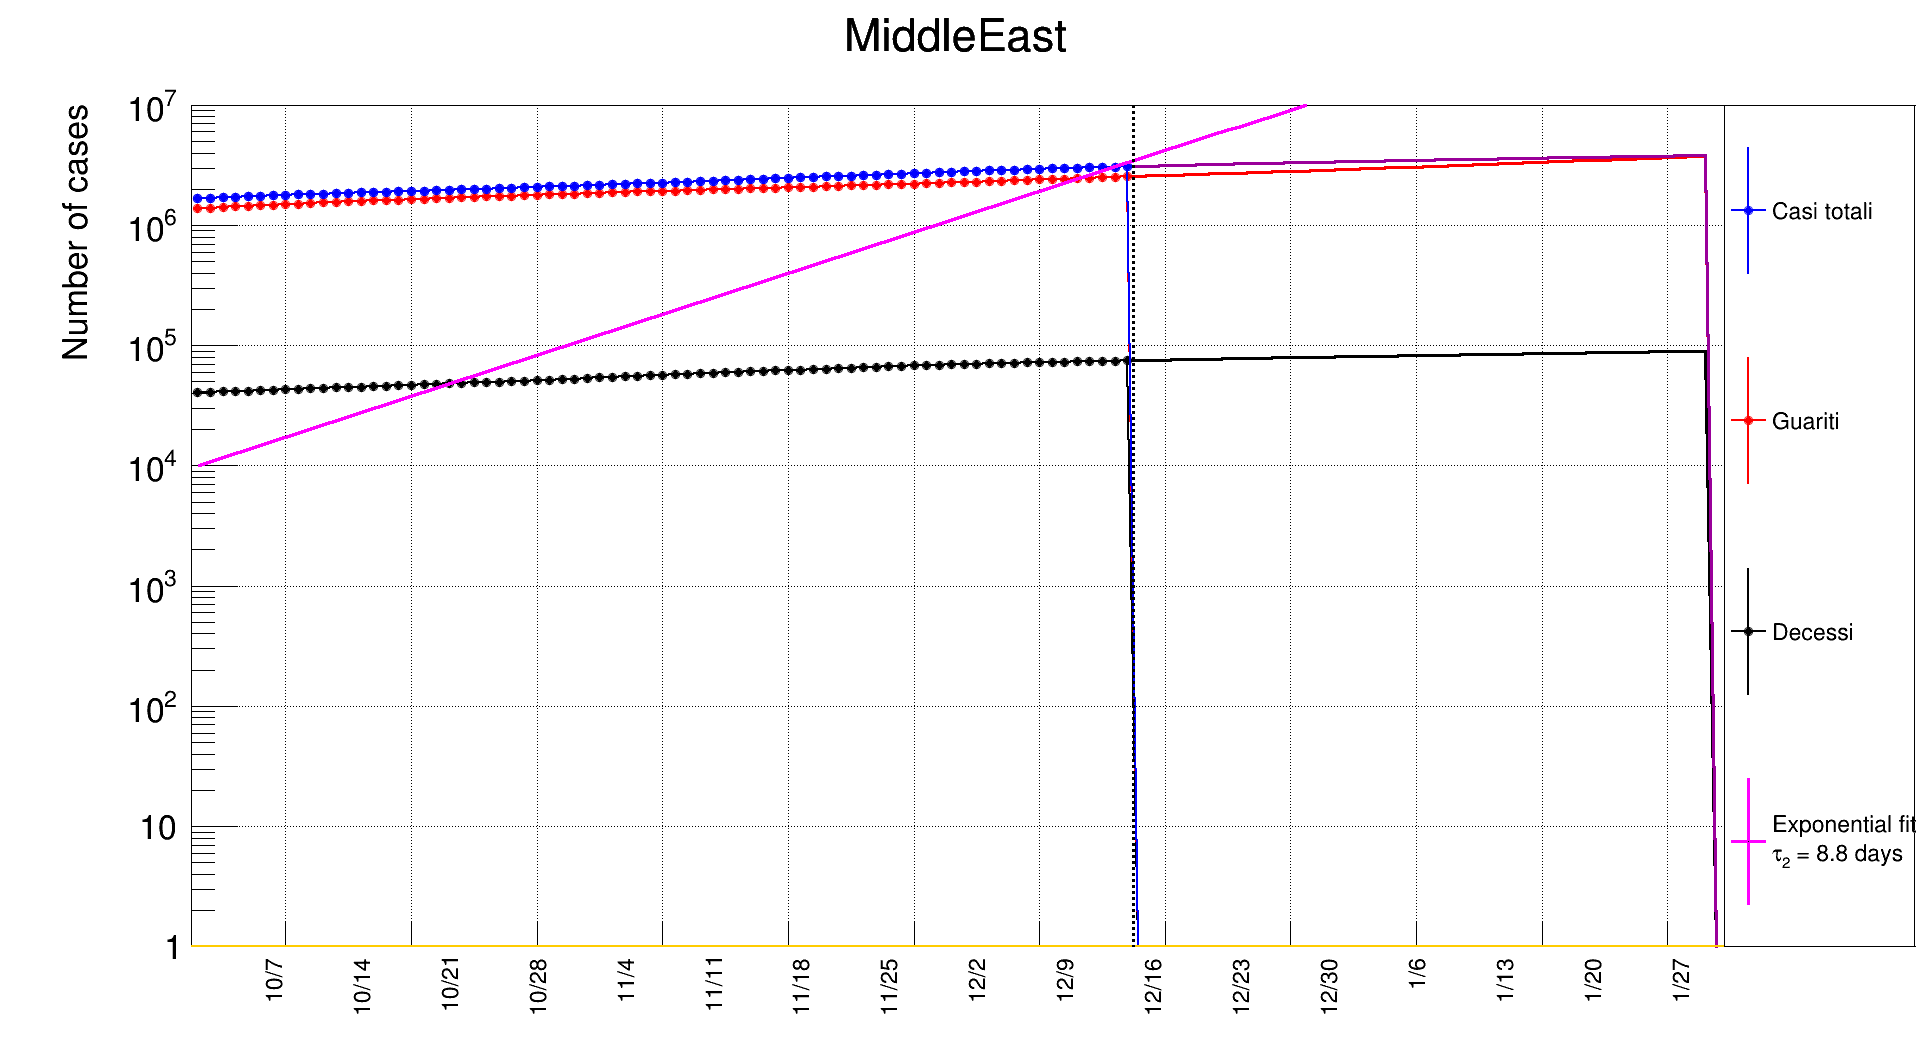 MiddleEast
Number of cases
10^7
10^6
10^5
10^4
10^3
10^2
10
1
10/7 10/14 10/21 10/28 11/4 11/11 11/18 11/25 12/2 12/9 12/16 12/23 12/30 1/6 1/13 1/20 1/27
Casi totali
Guariti
Decessi
Exponential fit
τ₂ = 8.8 days